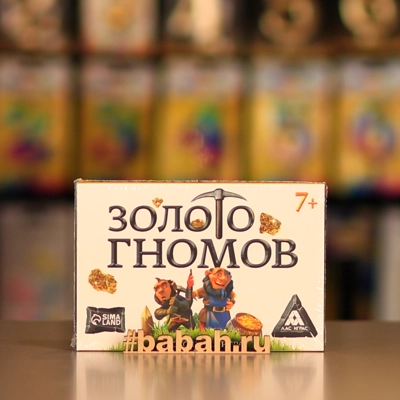 7+
ЗОЛОТО
ГНОМОВ
SIMA
LAND
ЛАС ИГРАС
#babah.ru